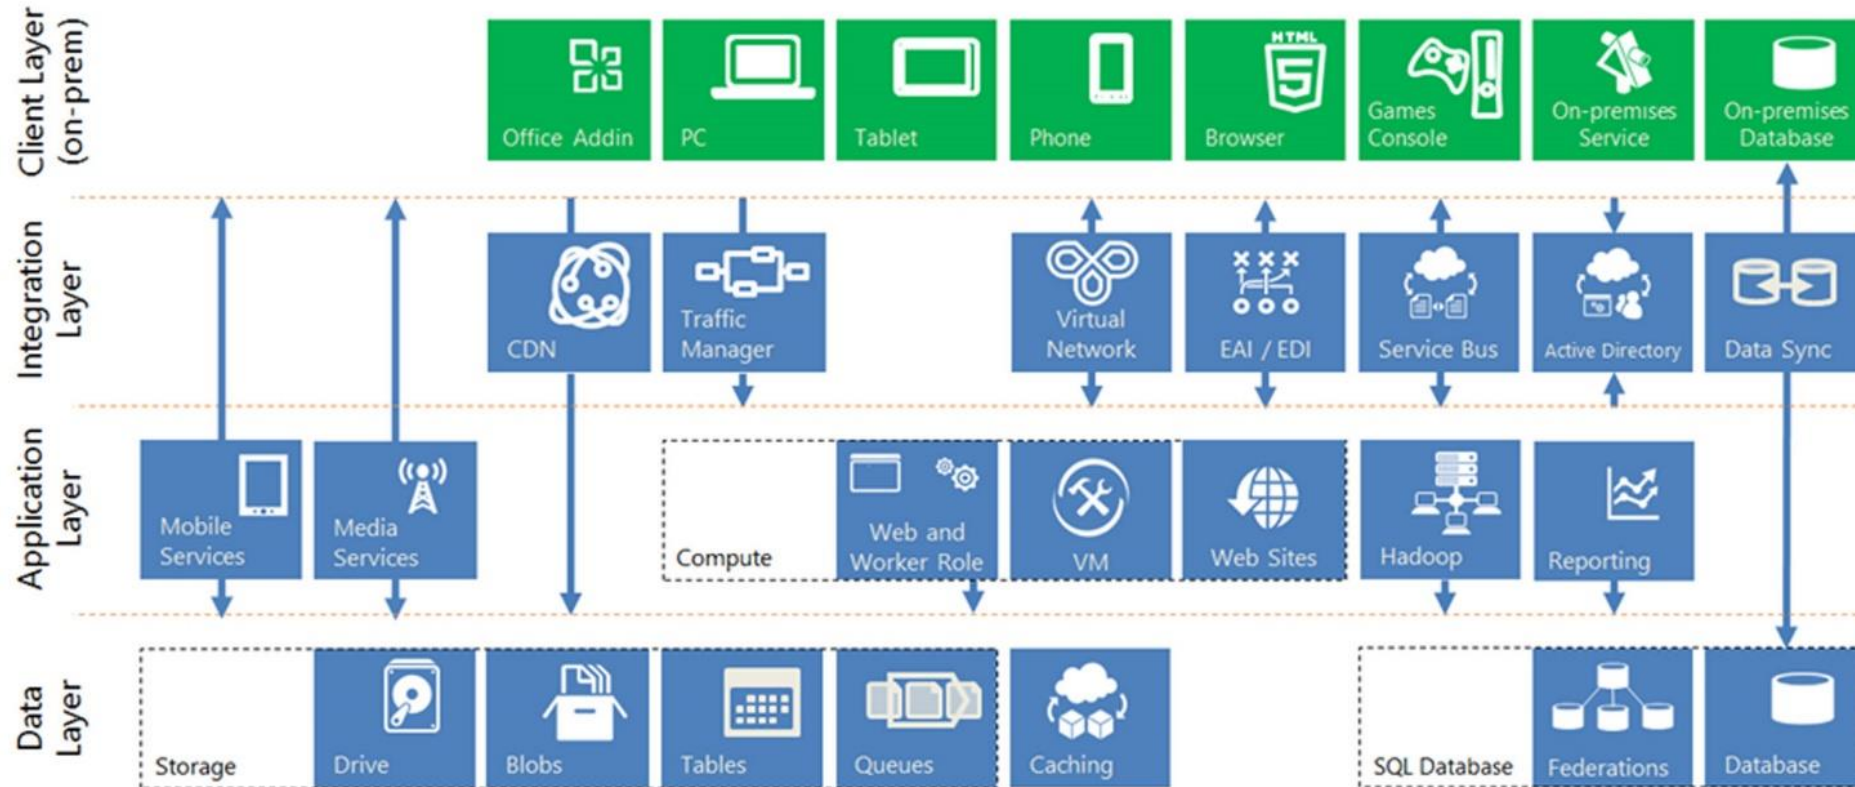 Client Layer
(on-prem)
Office Addin
PC
Tablet
Phone
HTML
5
Browser
Games
Console
On-premises
Service
On-premises
Database
Integration
Layer
CDN
Traffic
Manager
Virtual
Network
EAI / EDI
Service Bus
Active Directory
Data Sync
Application
Layer
Mobile
Services
Media
Services
Compute
Web and
Worker Role
VM
Web Sites
Hadoop
Reporting
Data
Layer
Storage
Drive
Blobs
Tables
Queues
Caching
SQL Database
Federations
Database